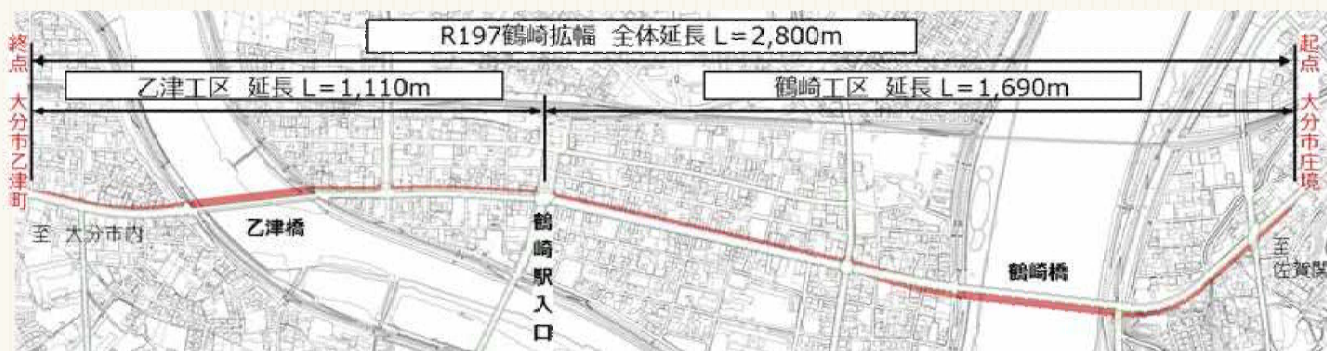 R197鶴崎拡幅 全体延長 L=2,800m
乙津工区 延長 L=1,110m
鶴崎工区 延長 L=1,690m
終点 大分市乙津町
起点 大分市庄境
至 大分市内
乙津橋
鶴崎駅入口
鶴崎橋
至 佐賀関